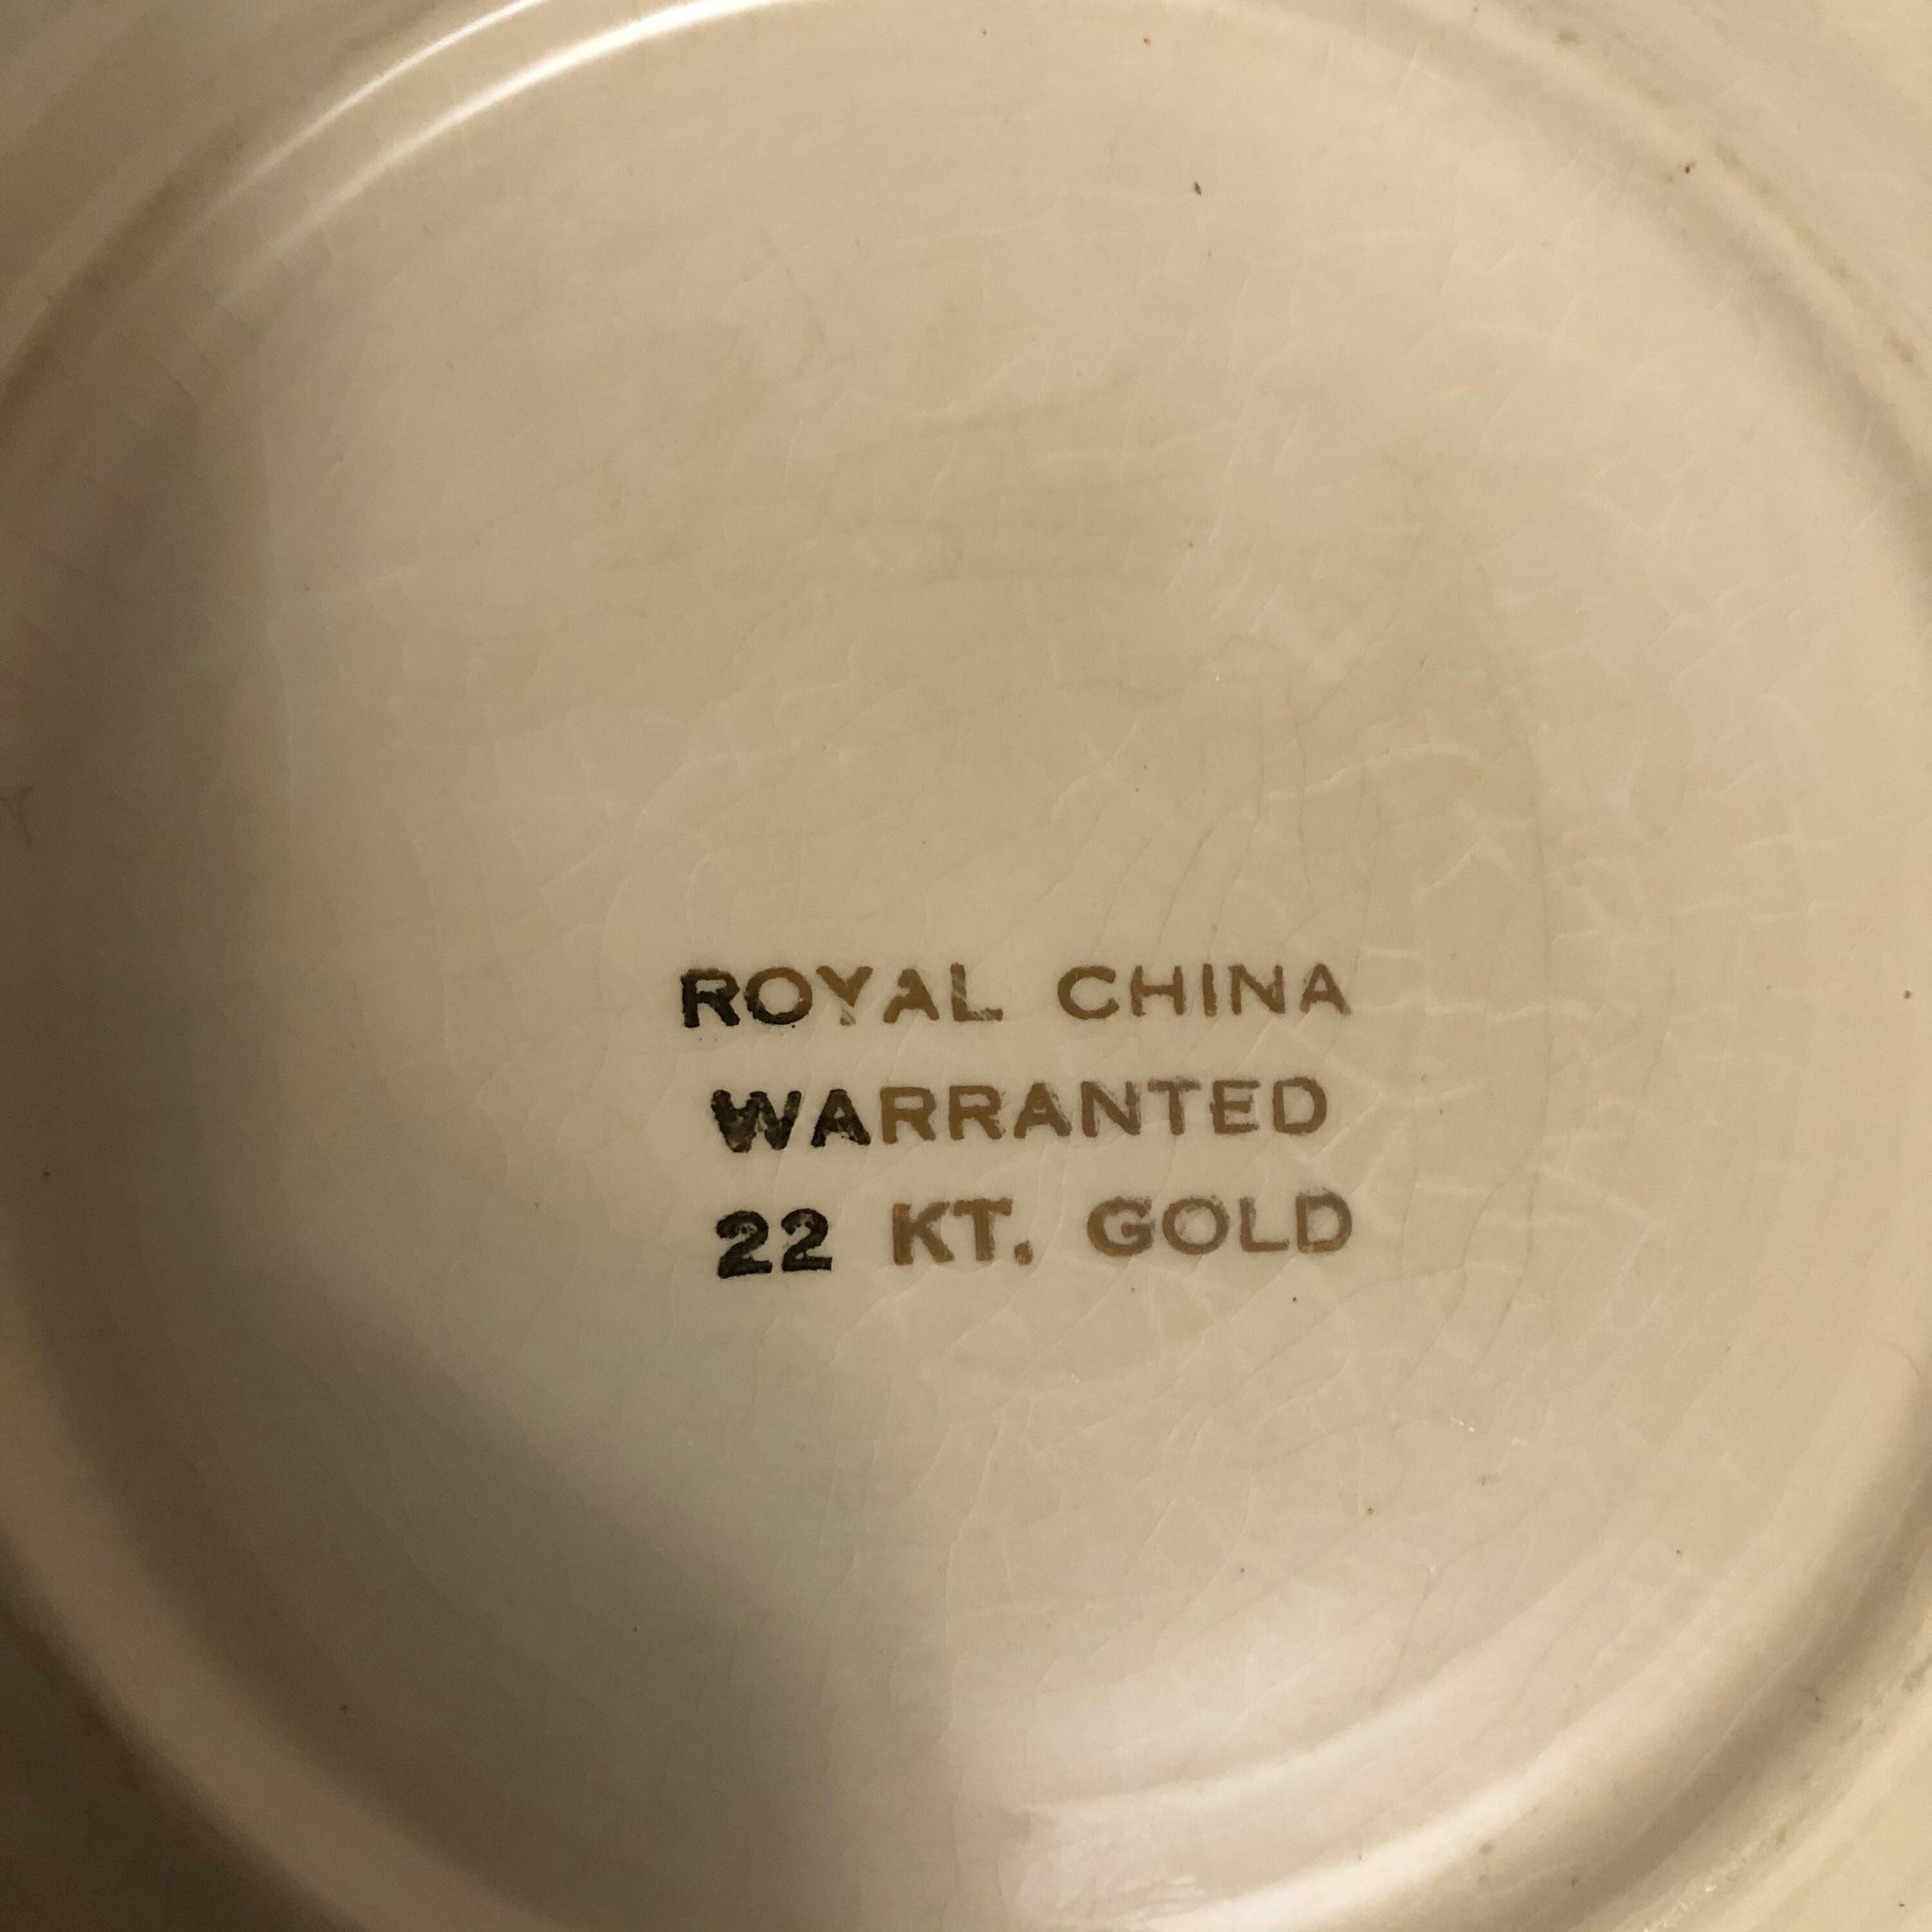 ROYAL CHINA
WARRANTED
22 KT. GOLD